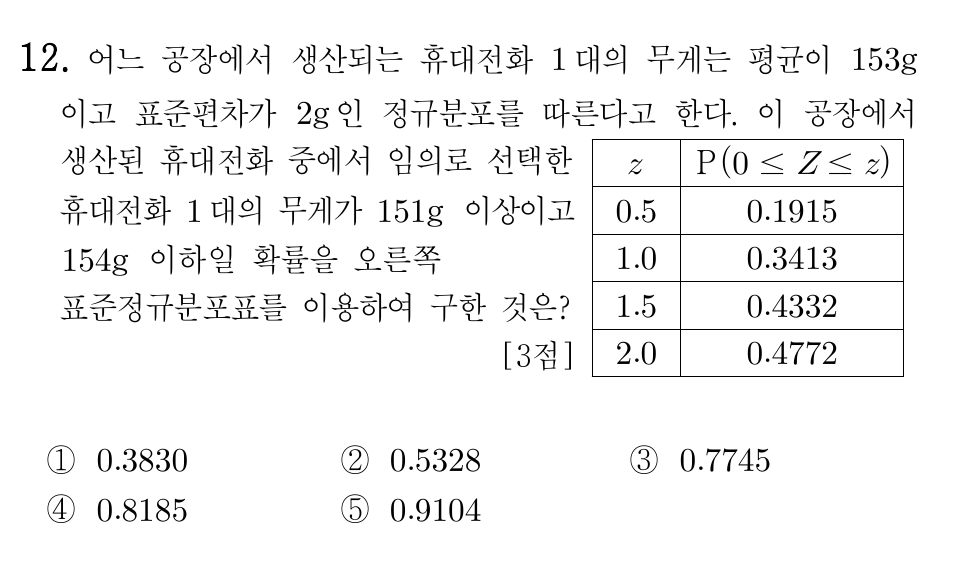 12. 어느 공장에서 생산되는 휴대전화 1대의 무게는 평균이 153g
이고 표준편차가 2g인 정규분포를 따른다고 한다. 이 공장에서
생산된 휴대전화 중에서 임의로 선택한
휴대전화 1대의 무게가 151g 이상이고
154g 이하일 확률을 오른쪽
표준정규분포표를 이용하여 구한 것은?
[3점]
z P(0 ≤ Z ≤ z)
0.5 0.1915
1.0 0.3413
1.5 0.4332
2.0 0.4772
① 0.3830 ② 0.5328 ③ 0.7745
④ 0.8185 ⑤ 0.9104